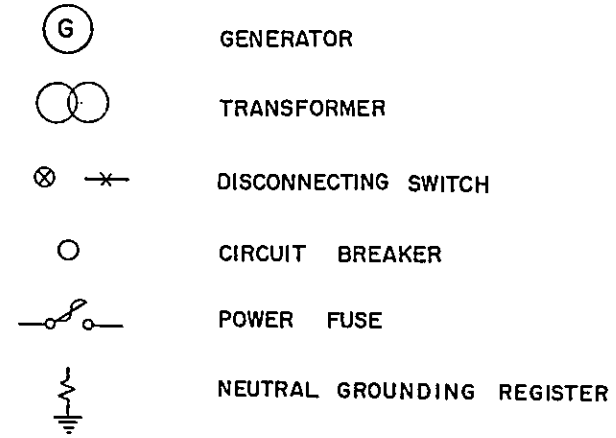 G GENERATOR
TRANSFORMER
DISCONNECTING SWITCH
CIRCUIT BREAKER
POWER FUSE
NEUTRAL GROUNDING REGISTER